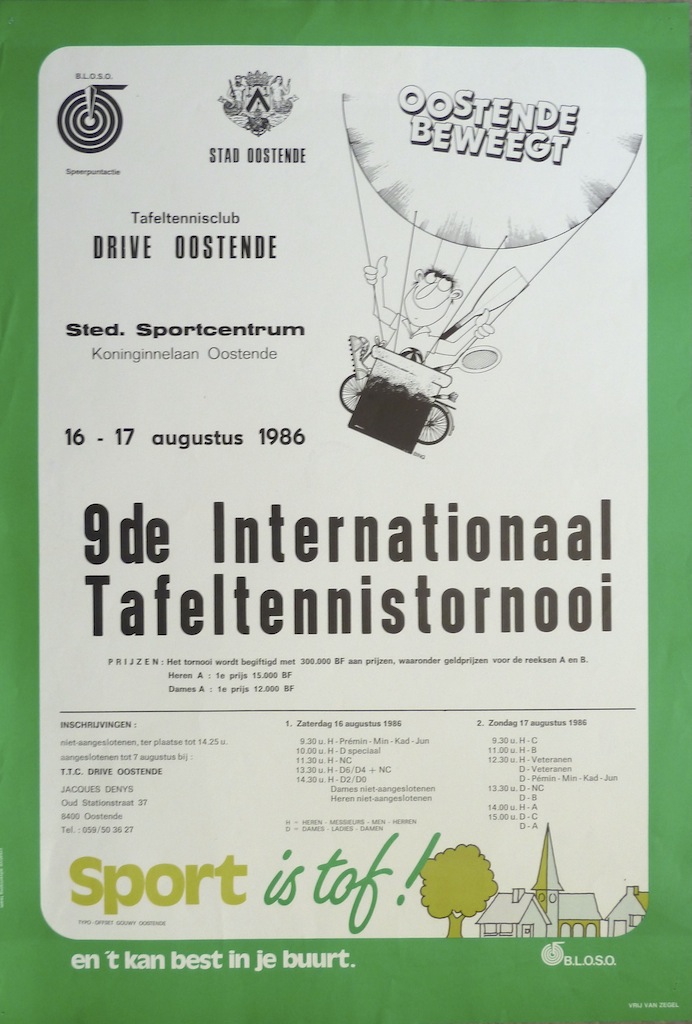 B.L.O.S.O.
Speerpuntactie
STAD OOSTENDE
OOSTENDE
BEWEEGT
Tafeltennisclub
DRIVE OOSTENDE
Sted. Sportcentrum
Koninginnelaan Oostende
16 - 17 augustus 1986
9de Internationaal
Tafeltennistornooi
PRIJZEN : Het tornooi wordt begiftigd met 300.000 BF aan prijzen, waaronder geldprijzen voor de reeksen A en B.
Heren A : 1e prijs 15.000 BF
Dames A : 1e prijs 12.000 BF
INSCHRIJVINGEN :
niet-aangeslotenen, ter plaatse tot 14.25 u.
aangeslotenen tot 7 augustus bij :
T.T.C. DRIVE OOSTENDE
JACQUES DENYS
Oud Stationstraat 37
8400 Oostende
Tel. : 059/50 36 27
1. Zaterdag 16 augustus 1986
9.30 u. H - Prémin - Min - Kad - Jun
10.00 u. H - D speciaal
11.30 u. H - NC
13.30 u. H - D6/D4 + NC
14.30 u. H - D2/D0
Dames niet-aangeslotenen
Heren niet-aangeslotenen
H = HEREN - MESSIEURS - MEN - HERREN
D = DAMES - LADIES - DAMEN
2. Zondag 17 augustus 1986
9.30 u. H - C
11.00 u. H - B
12.30 u. H - Veteranen
D - Veteranen
D - Pémin - Min - Kad - Jun
13.30 u. D - NC
D - B
14.00 u. H - A
15.00 u. D - C
D - A
Sport is tof!
TYPO - OFFSET GOUWY OOSTENDE
en 't kan best in je buurt.
B.L.O.S.O.
VRIJ VAN ZEGEL